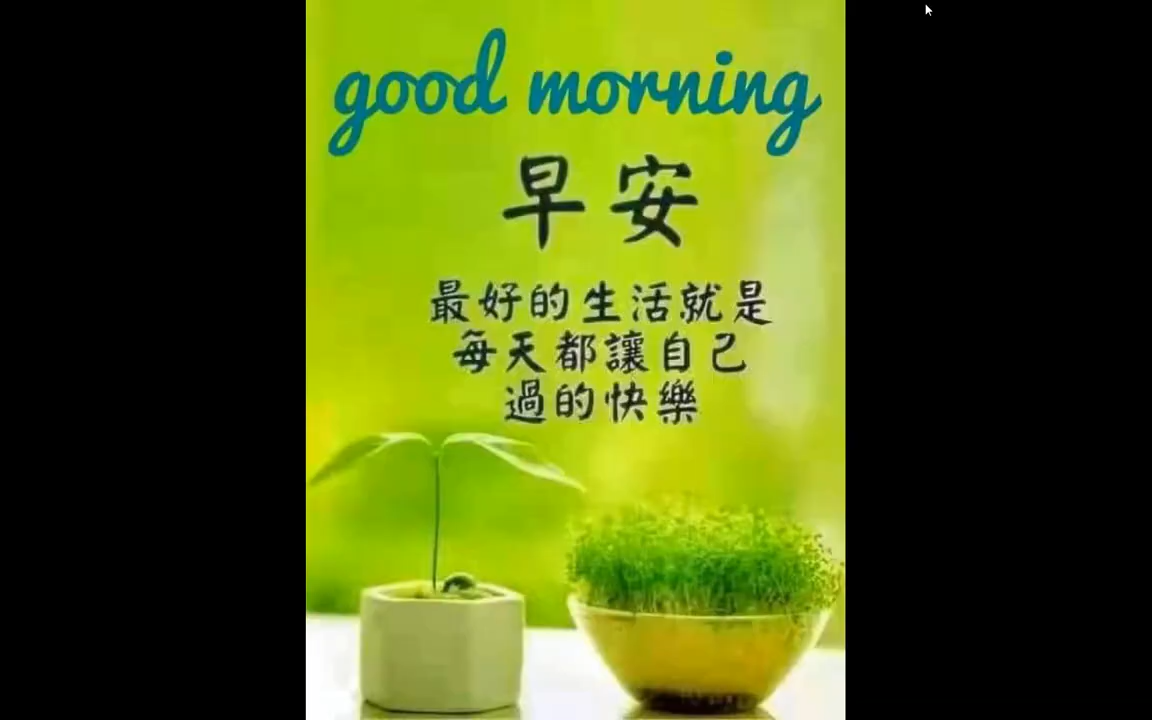 good morning
早安
最好的生活就是
每天都讓自己
過的快樂